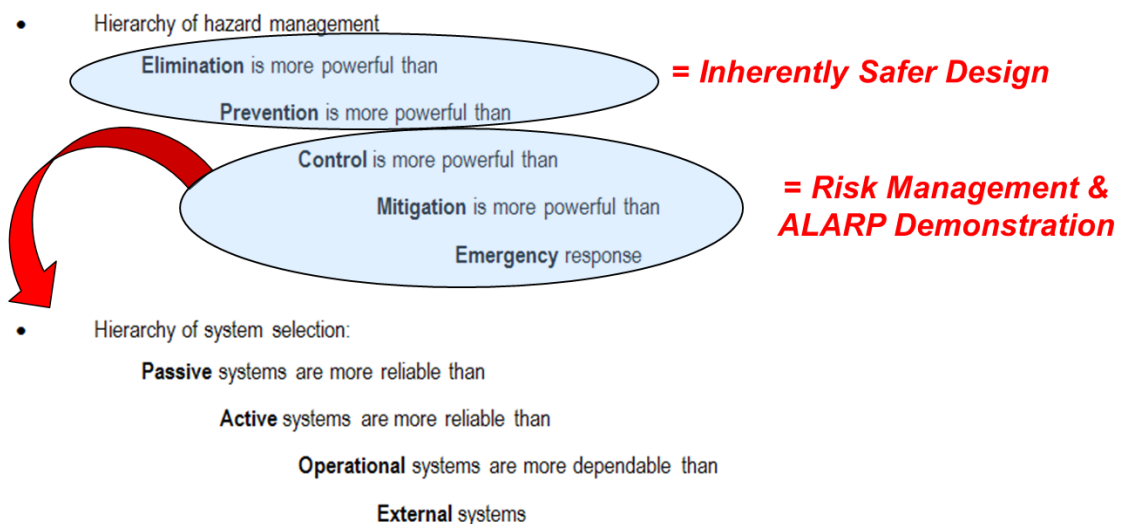 • Hierarchy of hazard management
Elimination is more powerful than
= Inherently Safer Design
Prevention is more powerful than
Control is more powerful than
= Risk Management &
ALARP Demonstration
Mitigation is more powerful than
Emergency response
• Hierarchy of system selection:
Passive systems are more reliable than
Active systems are more reliable than
Operational systems are more dependable than
External systems